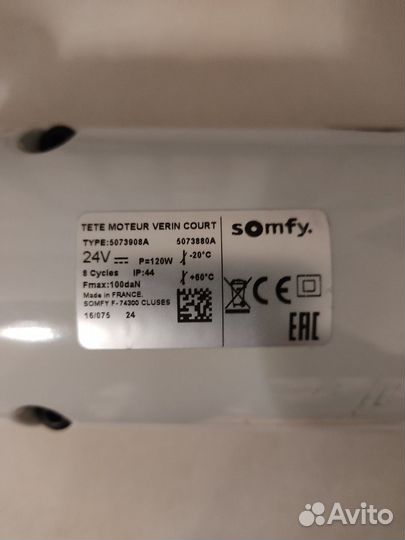 TETE MOTEUR VERIN COURT
TYPE:5073908A 5073880A
24V P=120W -20°C
8 Cycles IP:44
Fmax:100daN +60°C
Made in FRANCE.
SOMFY F-74300 CLUSES
16/075 24
somfy.
CE
EAC
Avito